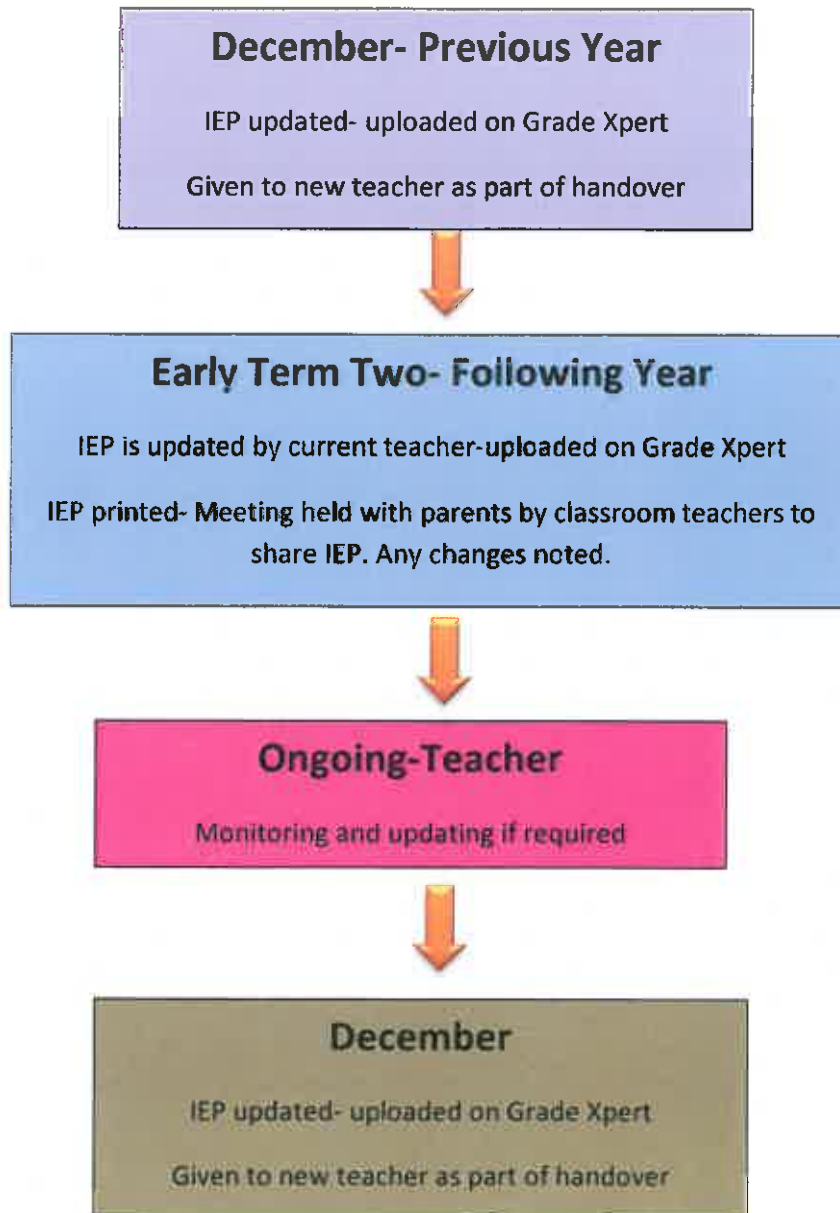 December- Previous Year
IEP updated- uploaded on Grade Xpert
Given to new teacher as part of handover
Early Term Two- Following Year
IEP is updated by current teacher-uploaded on Grade Xpert
IEP printed- Meeting held with parents by classroom teachers to
share IEP. Any changes noted.
Ongoing-Teacher
Monitoring and updating if required
December
IEP updated- uploaded on Grade Xpert
Given to new teacher as part of handover